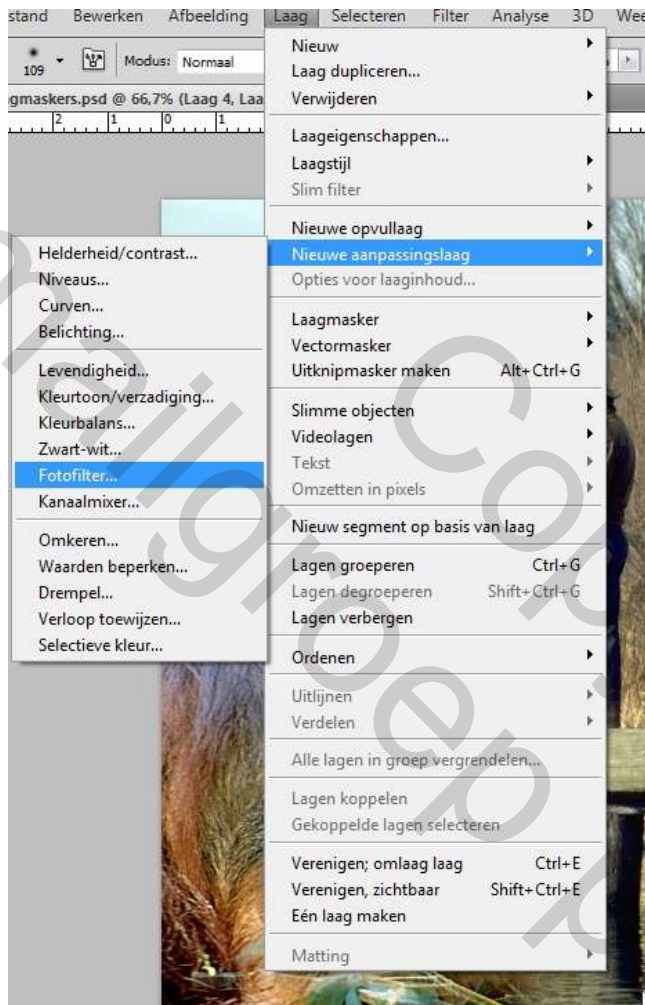 stand Bewerken Afbeelding Laag Selecteren Filter Analyse 3D Wee
109 Modus: Normaal
gmaskers.psd @ 66,7% (Laag 4, Laa
2 1 0 1
Nieuw
Laag dupliceren...
Verwijderen
Laageigenschappen...
Laagstijl
Slim filter
Nieuwe opvullaag
Nieuwe aanpassingslaag
Opties voor laaginhoud...
Laagmasker
Vectormasker
Uitknipmasker maken Alt+Ctrl+G
Slimme objecten
Videolagen
Tekst
Omzetten in pixels
Nieuw segment op basis van laag
Lagen groeperen Ctrl+G
Lagen degroeperen Shift+Ctrl+G
Lagen verbergen
Ordenen
Uitlijnen
Verdelen
Alle lagen in groep vergrendelen...
Lagen koppelen
Gekoppelde lagen selecteren
Verenigen; omlaag laag Ctrl+E
Verenigen, zichtbaar Shift+Ctrl+E
Eén laag maken
Matting
Helderheid/contrast...
Niveaus...
Curven...
Belichting...
Levendigheid...
Kleurtoon/verzadiging...
Kleurbalans...
Zwart-wit...
Fotofilter...
Kanaalmixer...
Omkeren...
Waarden beperken...
Drempel...
Verloop toewijzen...
Selectieve kleur...